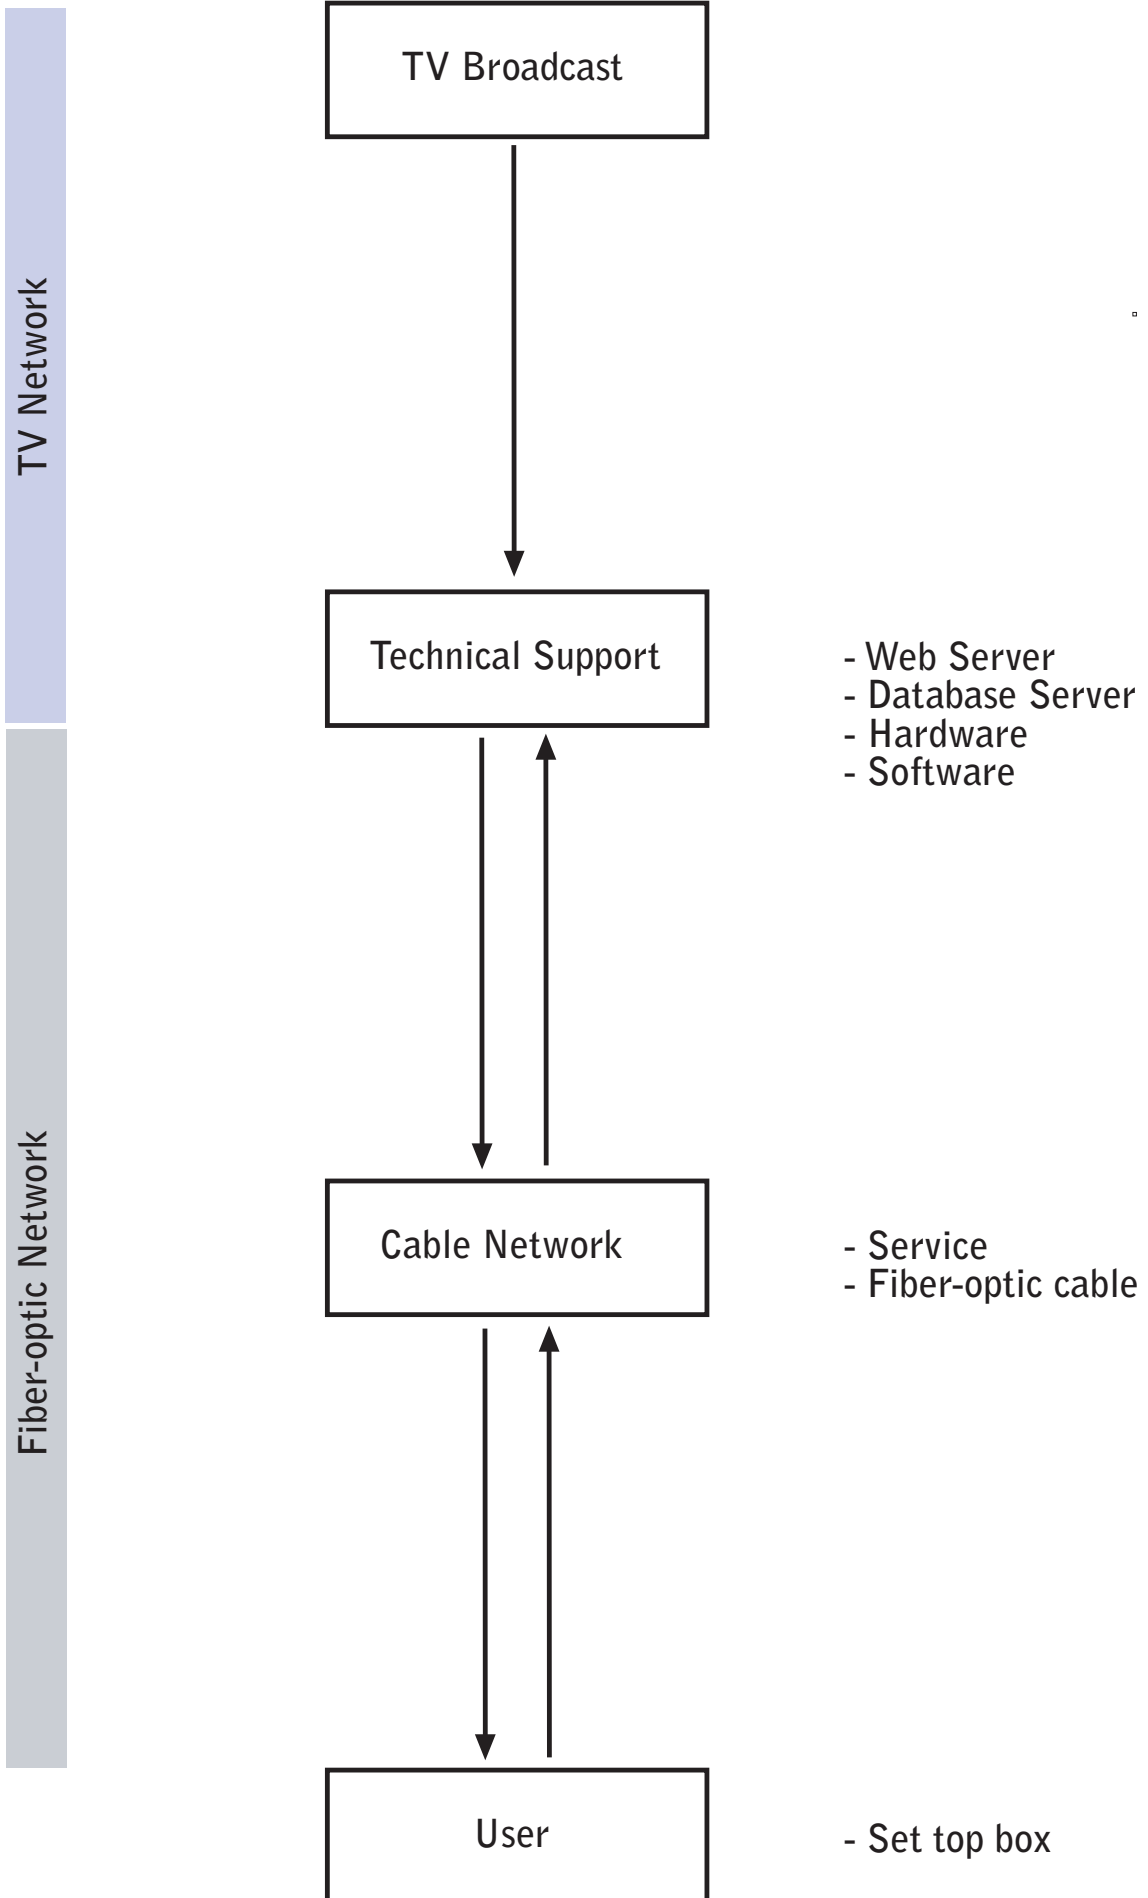 TV Broadcast
TV Network
Technical Support
- Web Server
- Database Server
- Hardware
- Software
Fiber-optic Network
Cable Network
- Service
- Fiber-optic cable
User
- Set top box